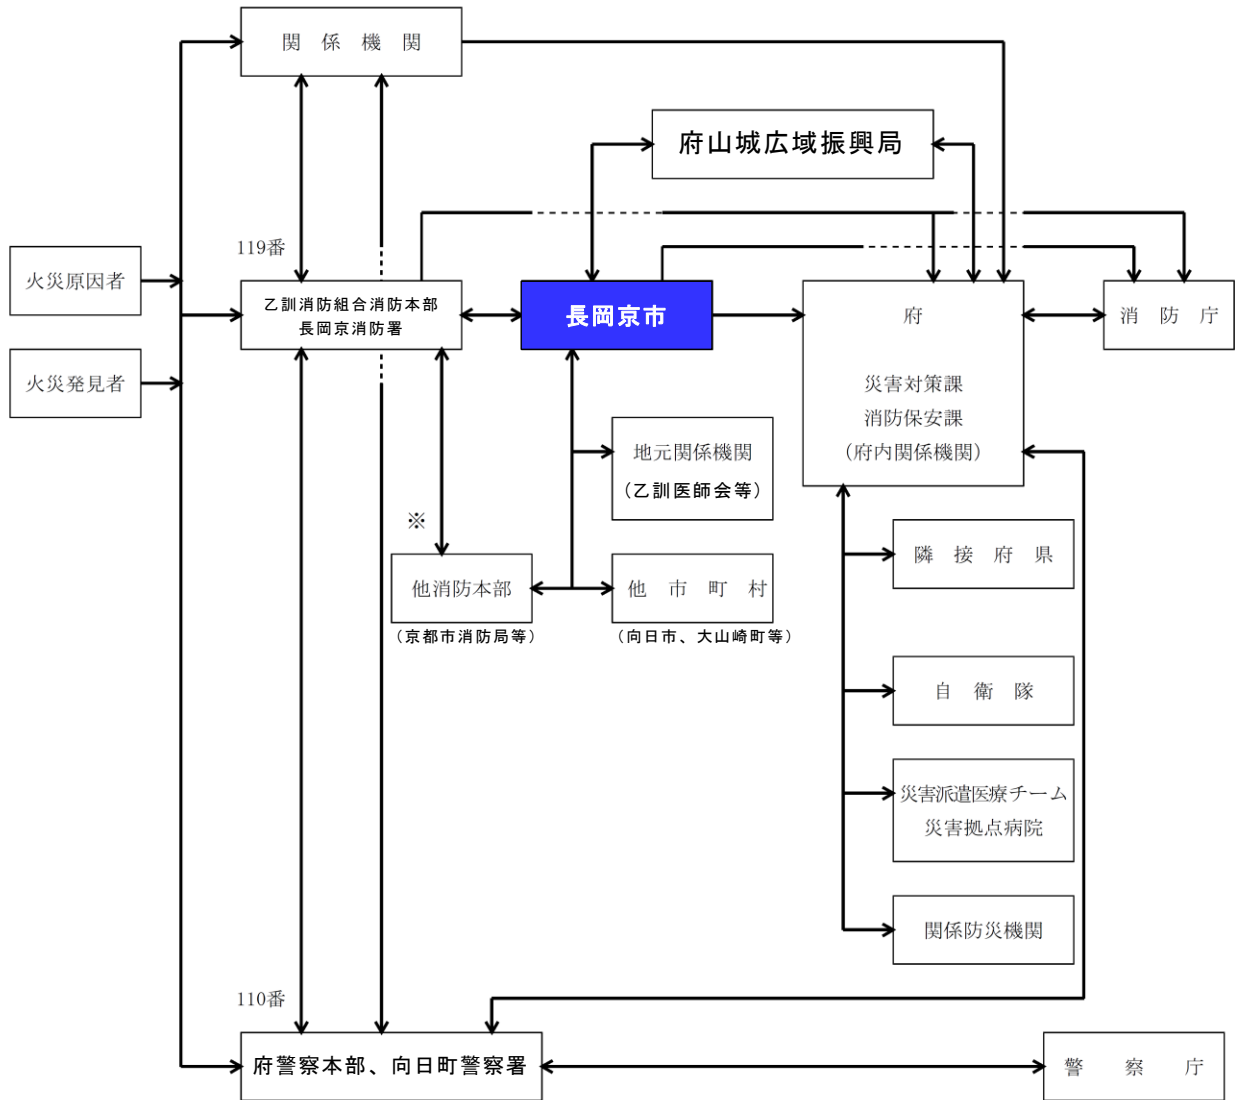 関係機関
府山城広域振興局
119番
火災原因者
乙訓消防組合消防本部
長岡京消防署
長岡京市
府
災害対策課
消防保安課
（府内関係機関）
消防庁
火災発見者
地元関係機関
（乙訓医師会等）
※
他消防本部
（京都市消防局等）
他市町村
（向日市、大山崎町等）
隣接府県
自衛隊
災害派遣医療チーム
災害拠点病院
関係防災機関
110番
府警察本部、向日町警察署
警察庁